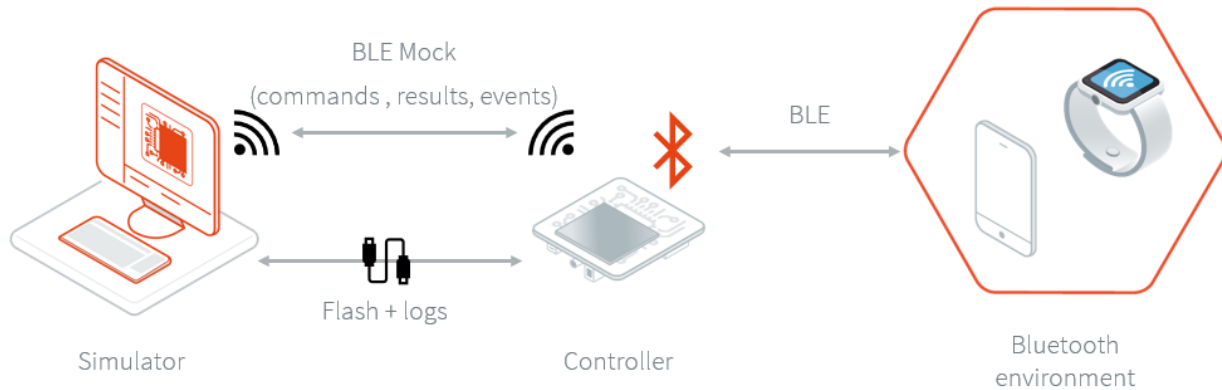 BLE Mock
(commands , results, events)
BLE
Flash + logs
Simulator
Controller
Bluetooth
environment